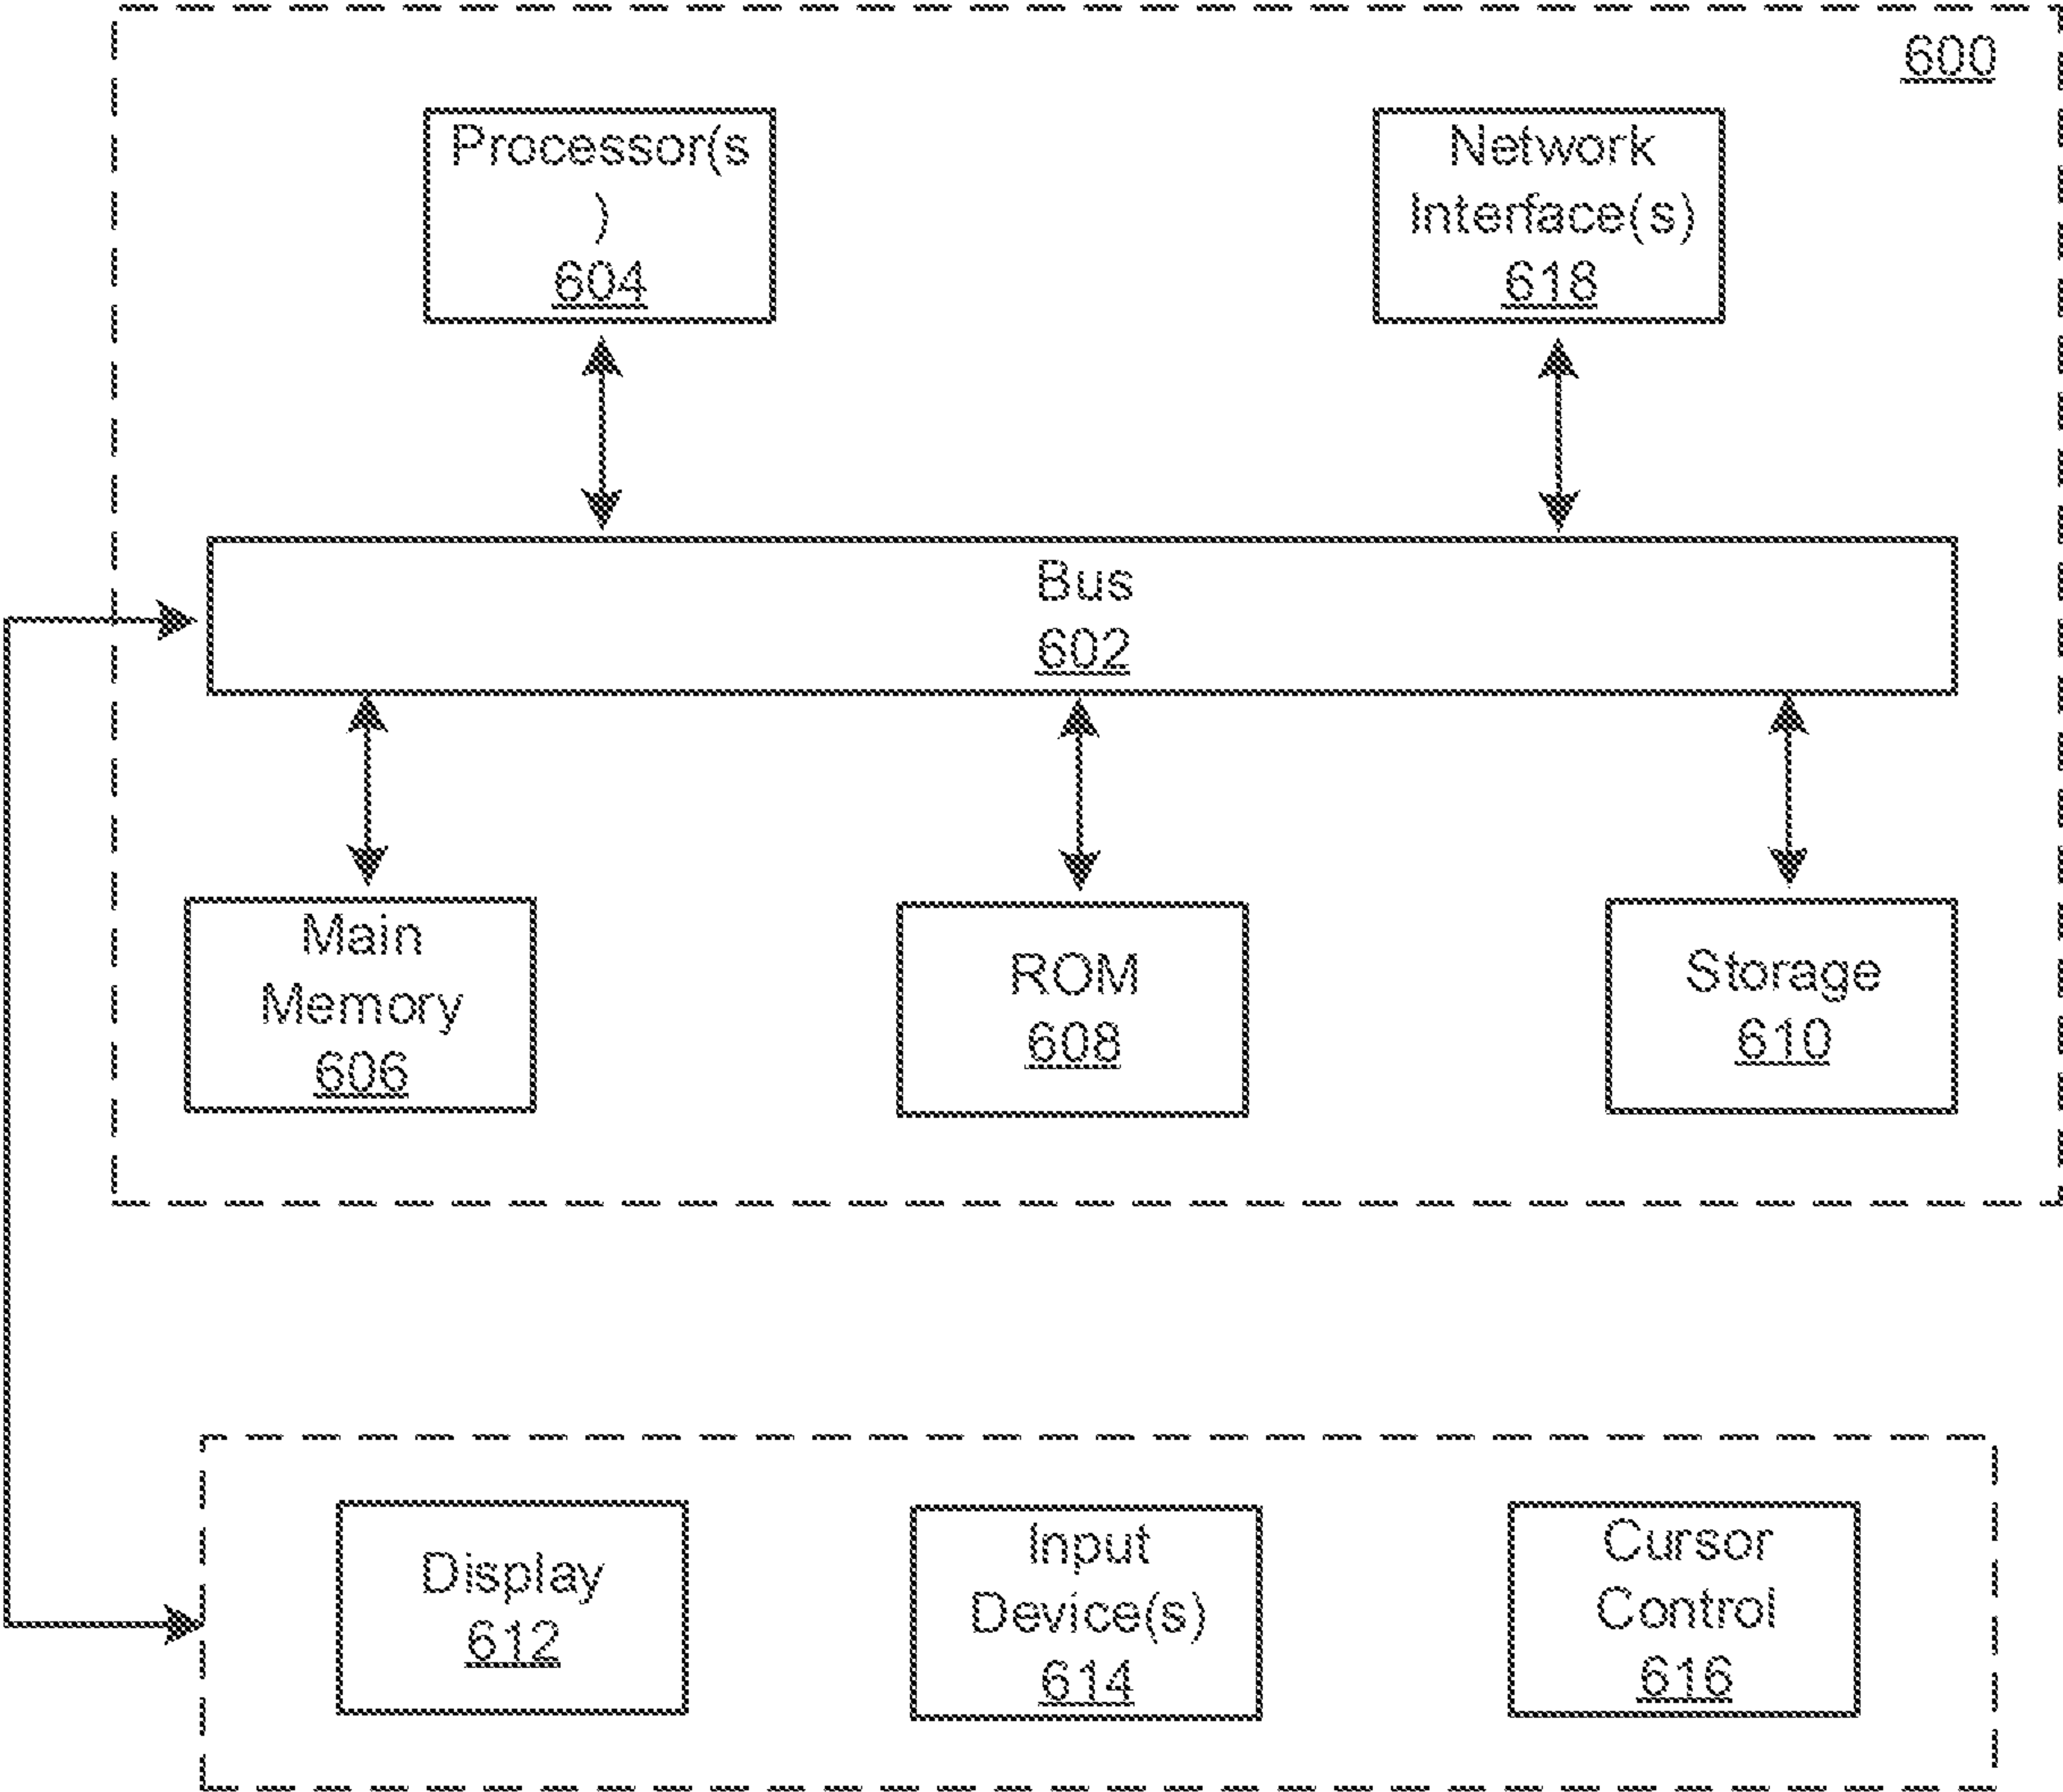 600
Processor(s
)
604
Network
Interface(s)
618
Bus
602
Main
Memory
606
ROM
608
Storage
610
Display
612
Input
Device(s)
614
Cursor
Control
616